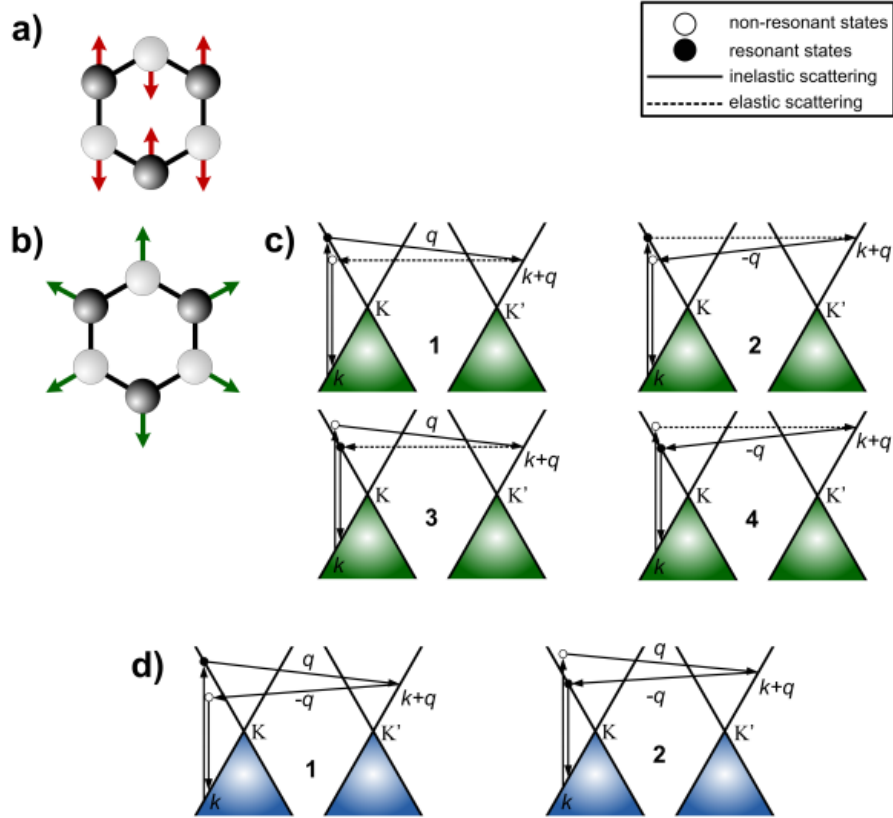 a)
non-resonant states
resonant states
inelastic scattering
elastic scattering
b)
c)
q
k+q
K
K'
1
k
-q
k+q
K
K'
2
k
q
k+q
K
K'
3
k
-q
k+q
K
K'
4
k
d)
q
-q
k+q
K
K'
1
k
q
-q
k+q
K
K'
2
k